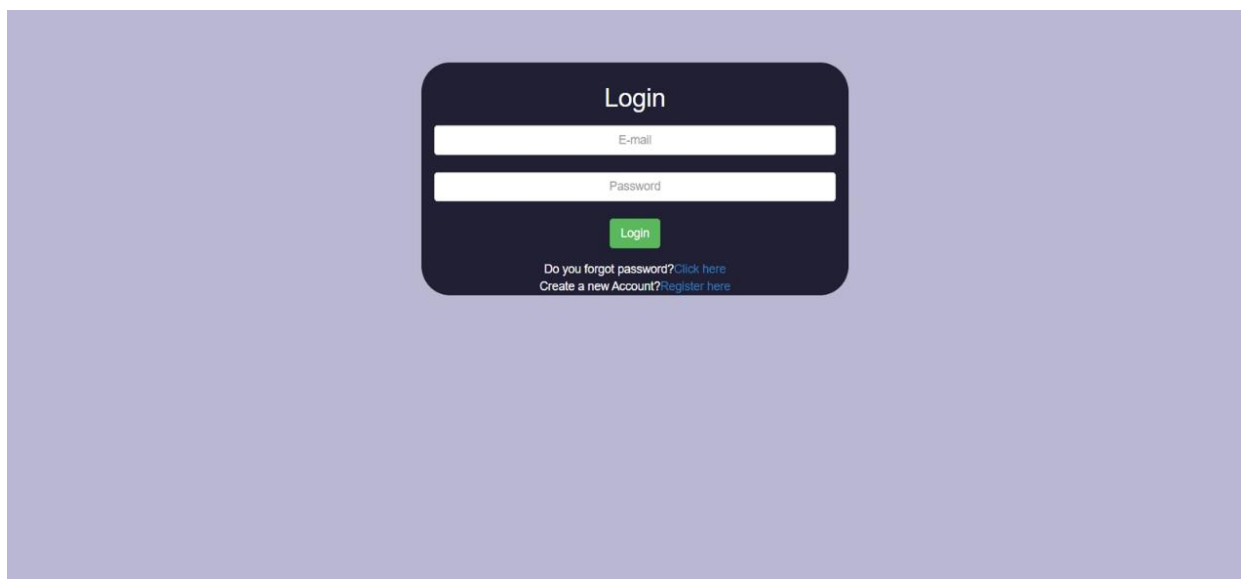 Login
E-mail
Password
Login
Do you forgot password?Click here
Create a new Account?Register here